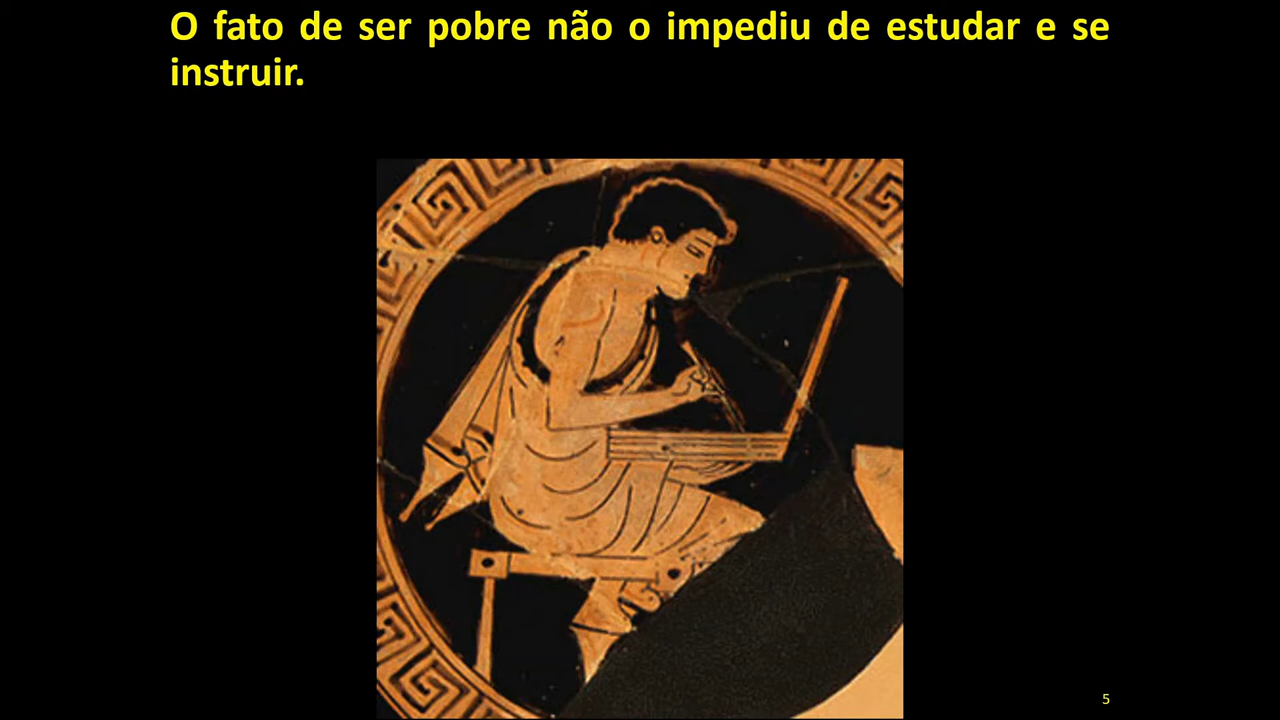 O fato de ser pobre não o impediu de estudar e se
instruir.
5